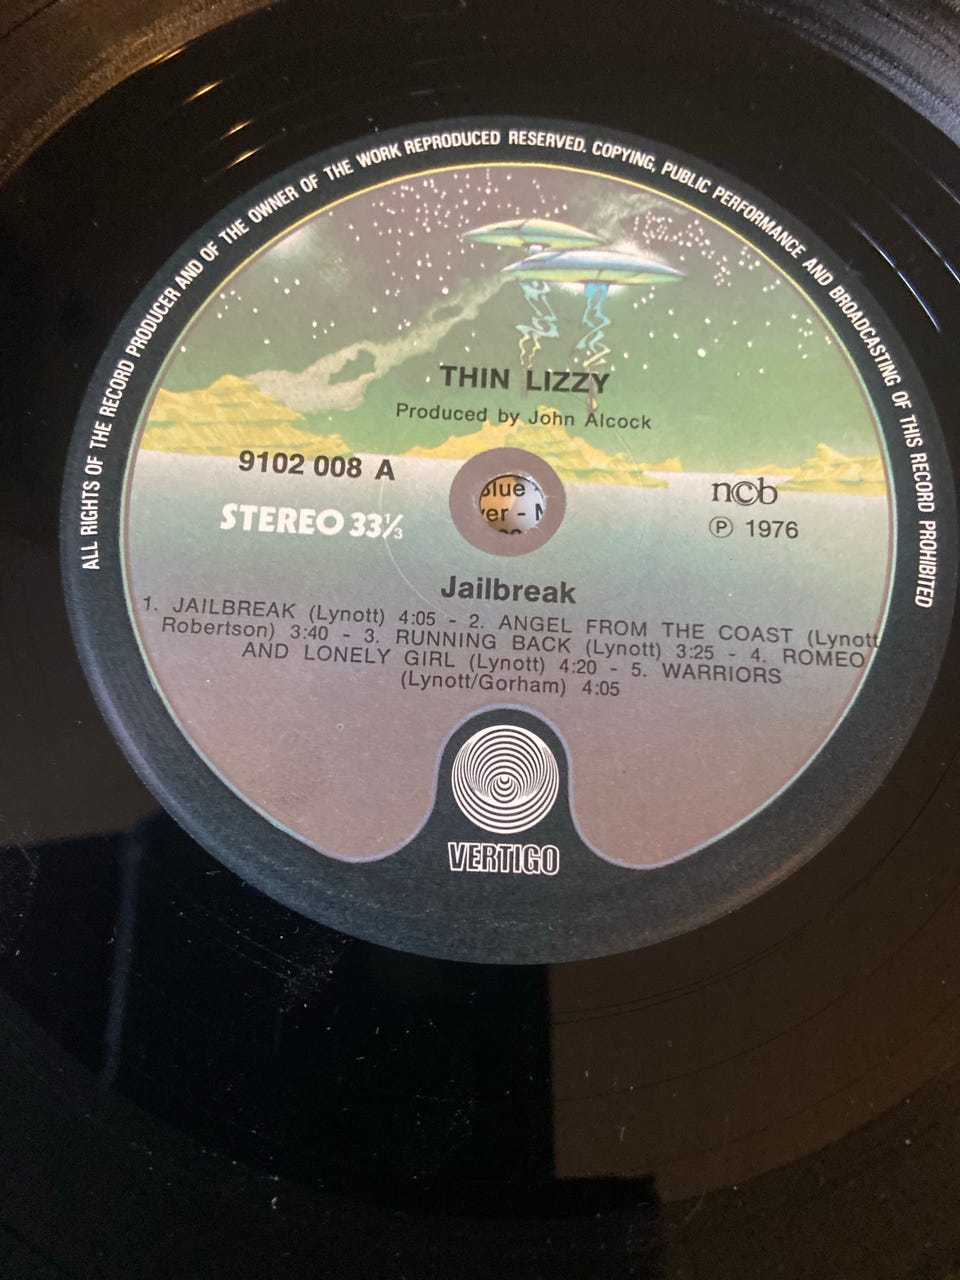 ALL RIGHTS OF THE RECORD PRODUCER AND OF THE OWNER OF THE WORK REPRODUCED RESERVED. COPYING, PUBLIC PERFORMANCE AND BROADCASTING OF THIS RECORD PROHIBITED
THIN LIZZY
Produced by John Alcock
9102 008 A
STEREO 33⅓
ncb
Ⓟ 1976
Jailbreak
1. JAILBREAK (Lynott) 4:05 - 2. ANGEL FROM THE COAST (Lynott
Robertson) 3:40 - 3. RUNNING BACK (Lynott) 3:25 - 4. ROMEO
AND LONELY GIRL (Lynott) 4:20 - 5. WARRIORS
(Lynott/Gorham) 4:05
VERTIGO